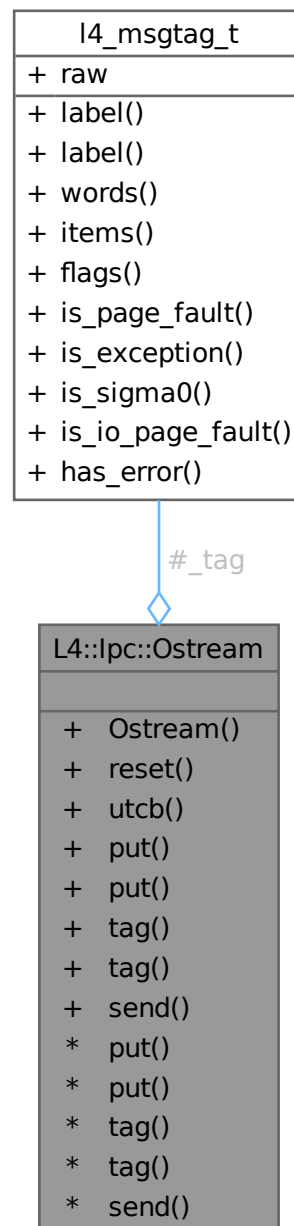 l4_msgtag_t
+ raw
+ label()
+ label()
+ words()
+ items()
+ flags()
+ is_page_fault()
+ is_exception()
+ is_sigma0()
+ is_io_page_fault()
+ has_error()
#_tag
L4::Ipc::Ostream
+ Ostream()
+ reset()
+ utcb()
+ put()
+ put()
+ tag()
+ tag()
+ send()
* put()
* put()
* tag()
* tag()
* send()